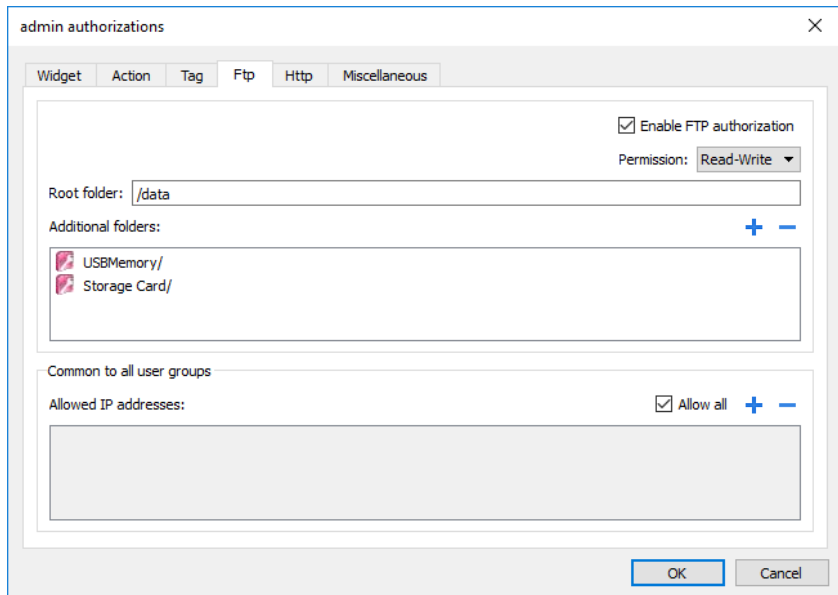 admin authorizations
Widget Action Tag Ftp Http Miscellaneous
Enable FTP authorization
Permission: Read-Write
Root folder: /data
Additional folders:
USBMemory/
Storage Card/
Common to all user groups
Allowed IP addresses: Allow all
OK Cancel